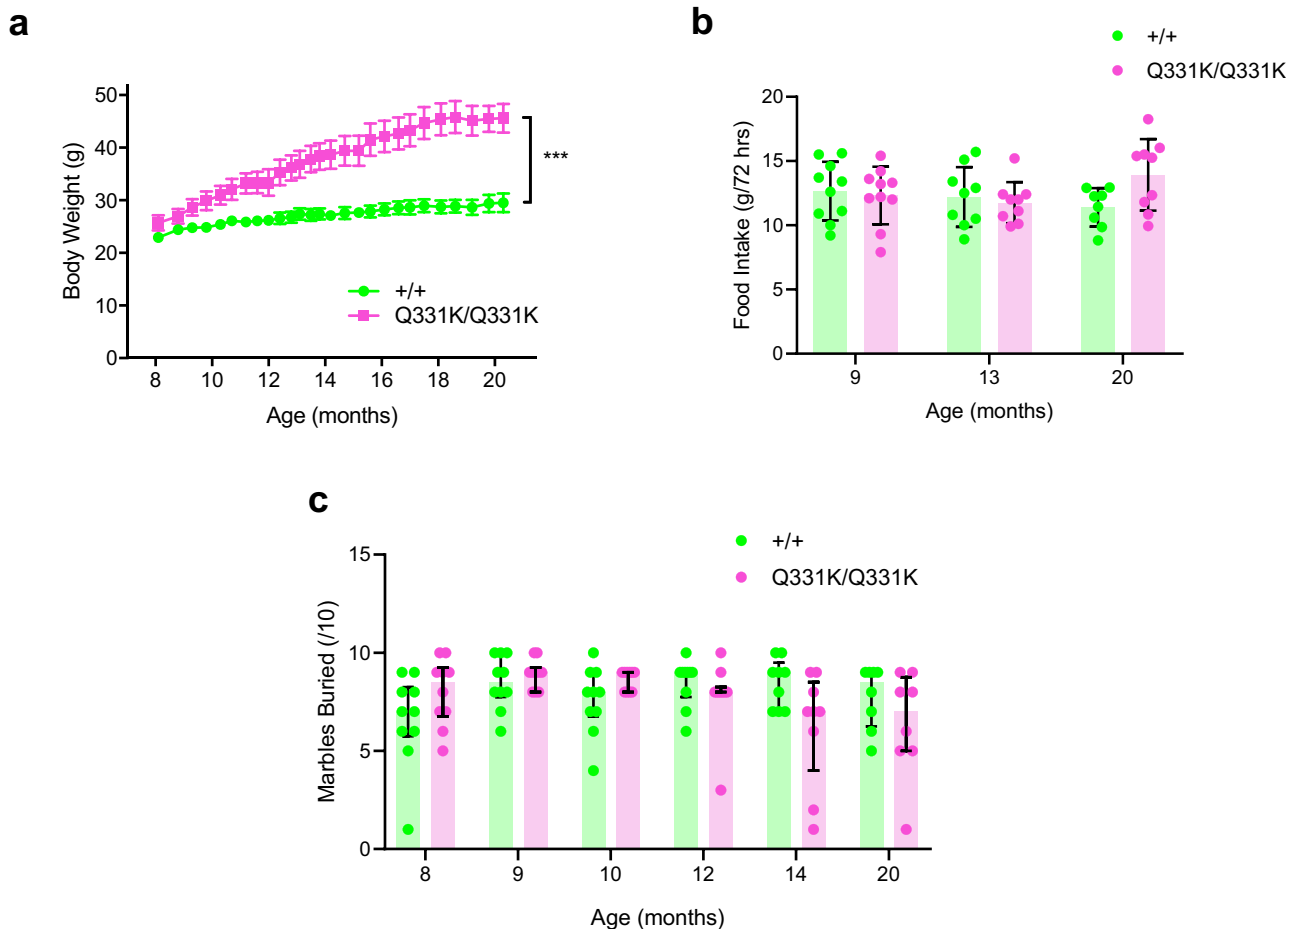 a
50
40
30
20
10
0
Body Weight (g)
***
+/+
Q331K/Q331K
8 10 12 14 16 18 20
Age (months)
b
+/+
Q331K/Q331K
20
15
10
5
0
Food Intake (g/72 hrs)
9 13 20
Age (months)
c
+/+
Q331K/Q331K
15
10
5
0
Marbles Buried (/10)
8 9 10 12 14 20
Age (months)